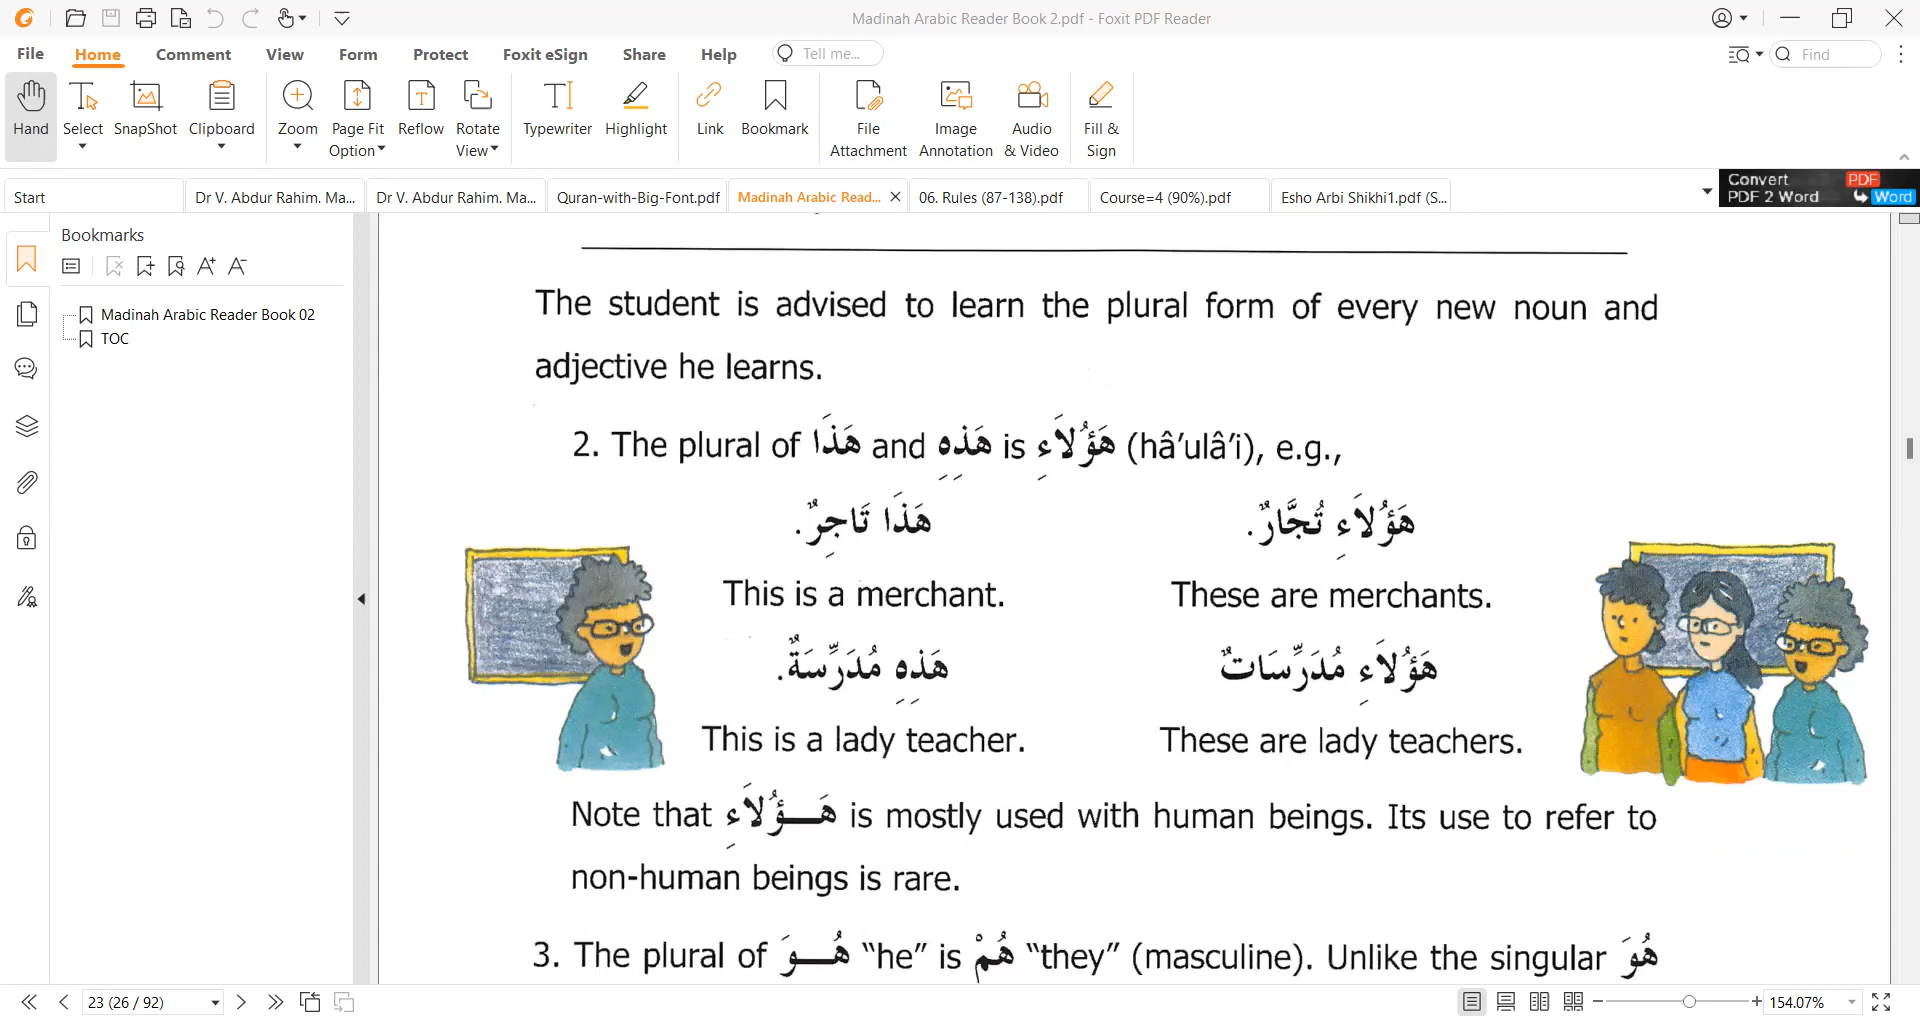 Madinah Arabic Reader Book 2.pdf - Foxit PDF Reader
File Home Comment View Form Protect Foxit eSign Share Help Tell me... Find
Hand Select SnapShot Clipboard Zoom Page Fit Option Reflow Rotate View Typewriter Highlight Link Bookmark File Attachment Image Annotation Audio & Video Fill & Sign
Start Dr V. Abdur Rahim. Ma... Dr V. Abdur Rahim. Ma... Quran-with-Big-Font.pdf Madinah Arabic Read... 06. Rules (87-138).pdf Course=4 (90%).pdf Esho Arbi Shikhi1.pdf (S...
Convert PDF
PDF 2 Word Word
Bookmarks
Madinah Arabic Reader Book 02
TOC
The student is advised to learn the plural form of every new noun and
adjective he learns.
2. The plural of هَذَا and هَذِهِ is هَؤُلَاءِ (hâ’ulâ’i), e.g.,
هَذَا تَاجِرٌ. هَؤُلَاءِ تُجَّارٌ.
This is a merchant. These are merchants.
هَذِهِ مُدَرِّسَةٌ. هَؤُلَاءِ مُدَرِّسَاتٌ
This is a lady teacher. These are lady teachers.
Note that هَـــؤُلَاءِ is mostly used with human beings. Its use to refer to
non-human beings is rare.
3. The plural of هُـــوَ “he” is هُمْ “they” (masculine). Unlike the singular هُوَ
23 (26 / 92) 154.07%